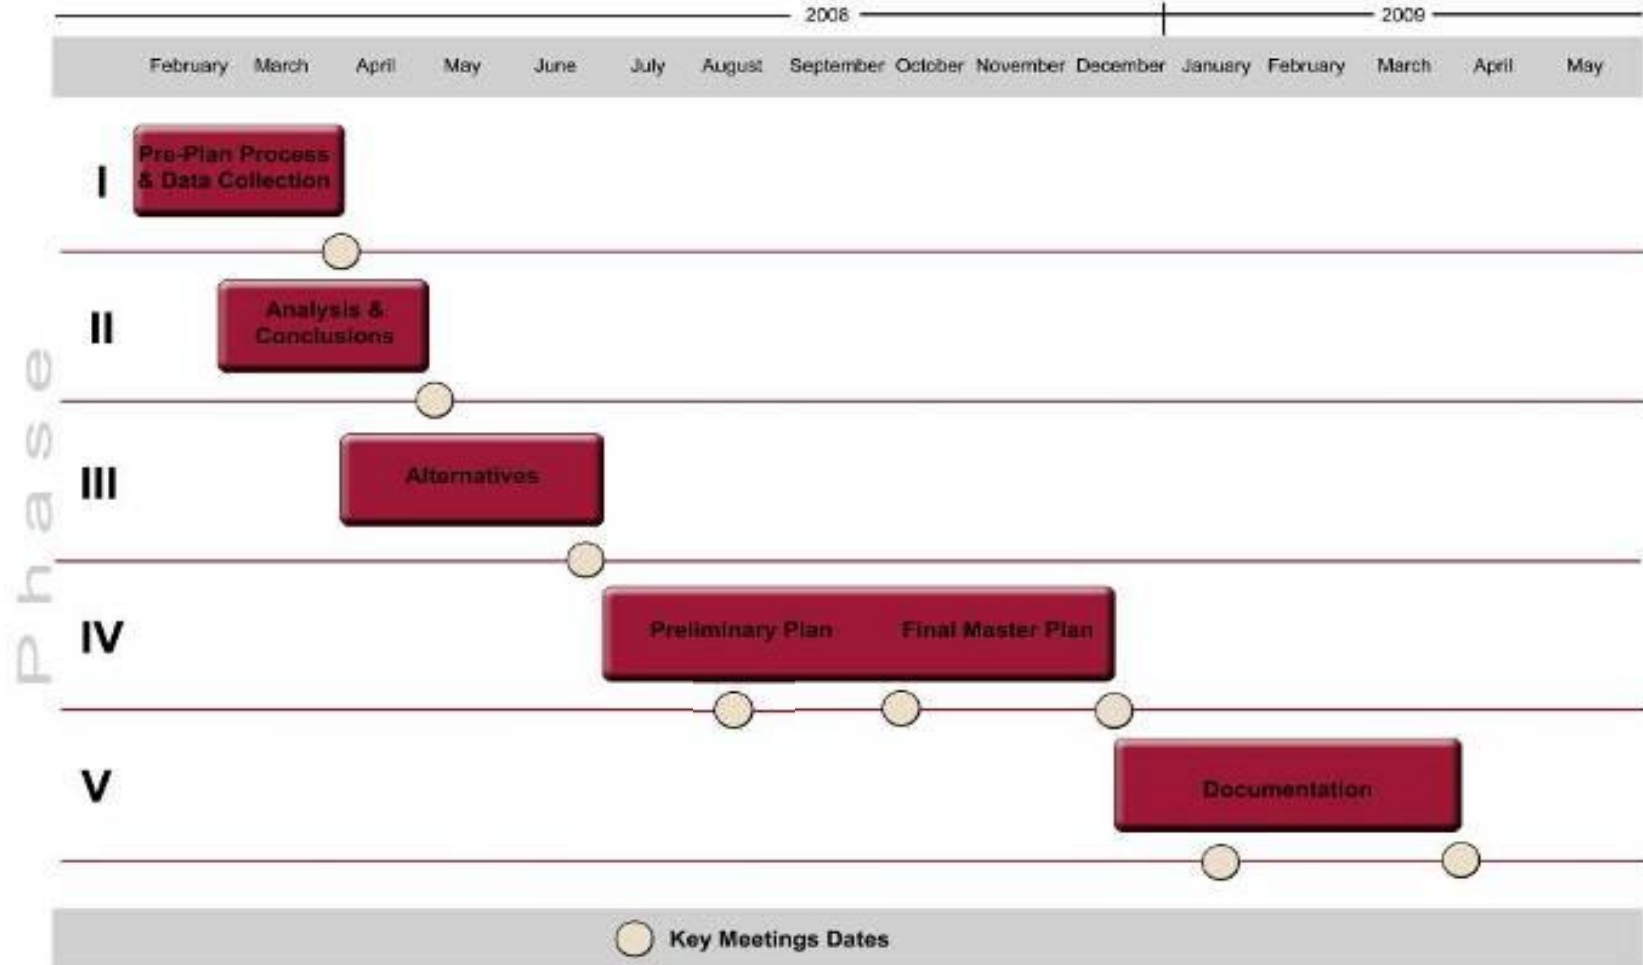 2008 2009
February March April May June July August September October November December January February March April May
Phase
I
Pre-Plan Process
& Data Collection
II
Analysis &
Conclusions
III
Alternatives
IV
Preliminary Plan Final Master Plan
V
Documentation
Key Meetings Dates